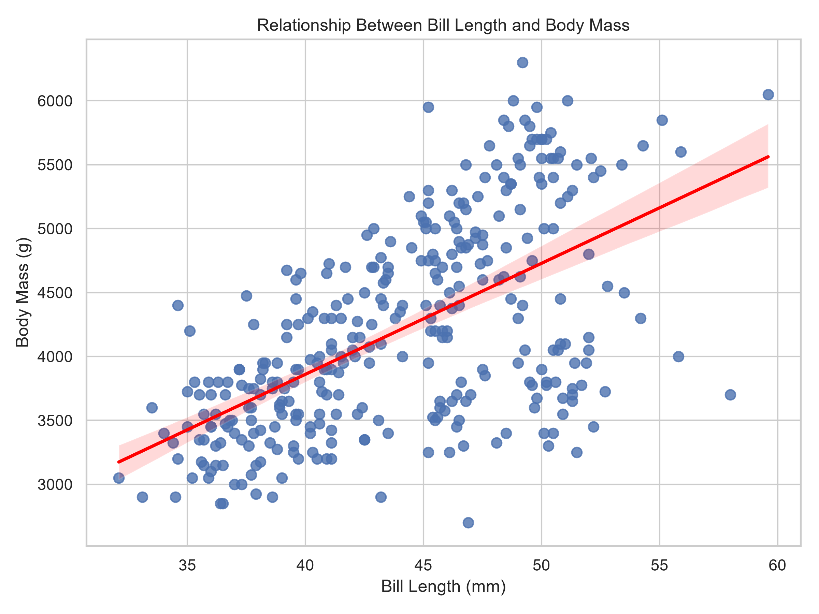 Relationship Between Bill Length and Body Mass
Body Mass (g)
6000
5500
5000
4500
4000
3500
3000
35 40 45 50 55 60
Bill Length (mm)